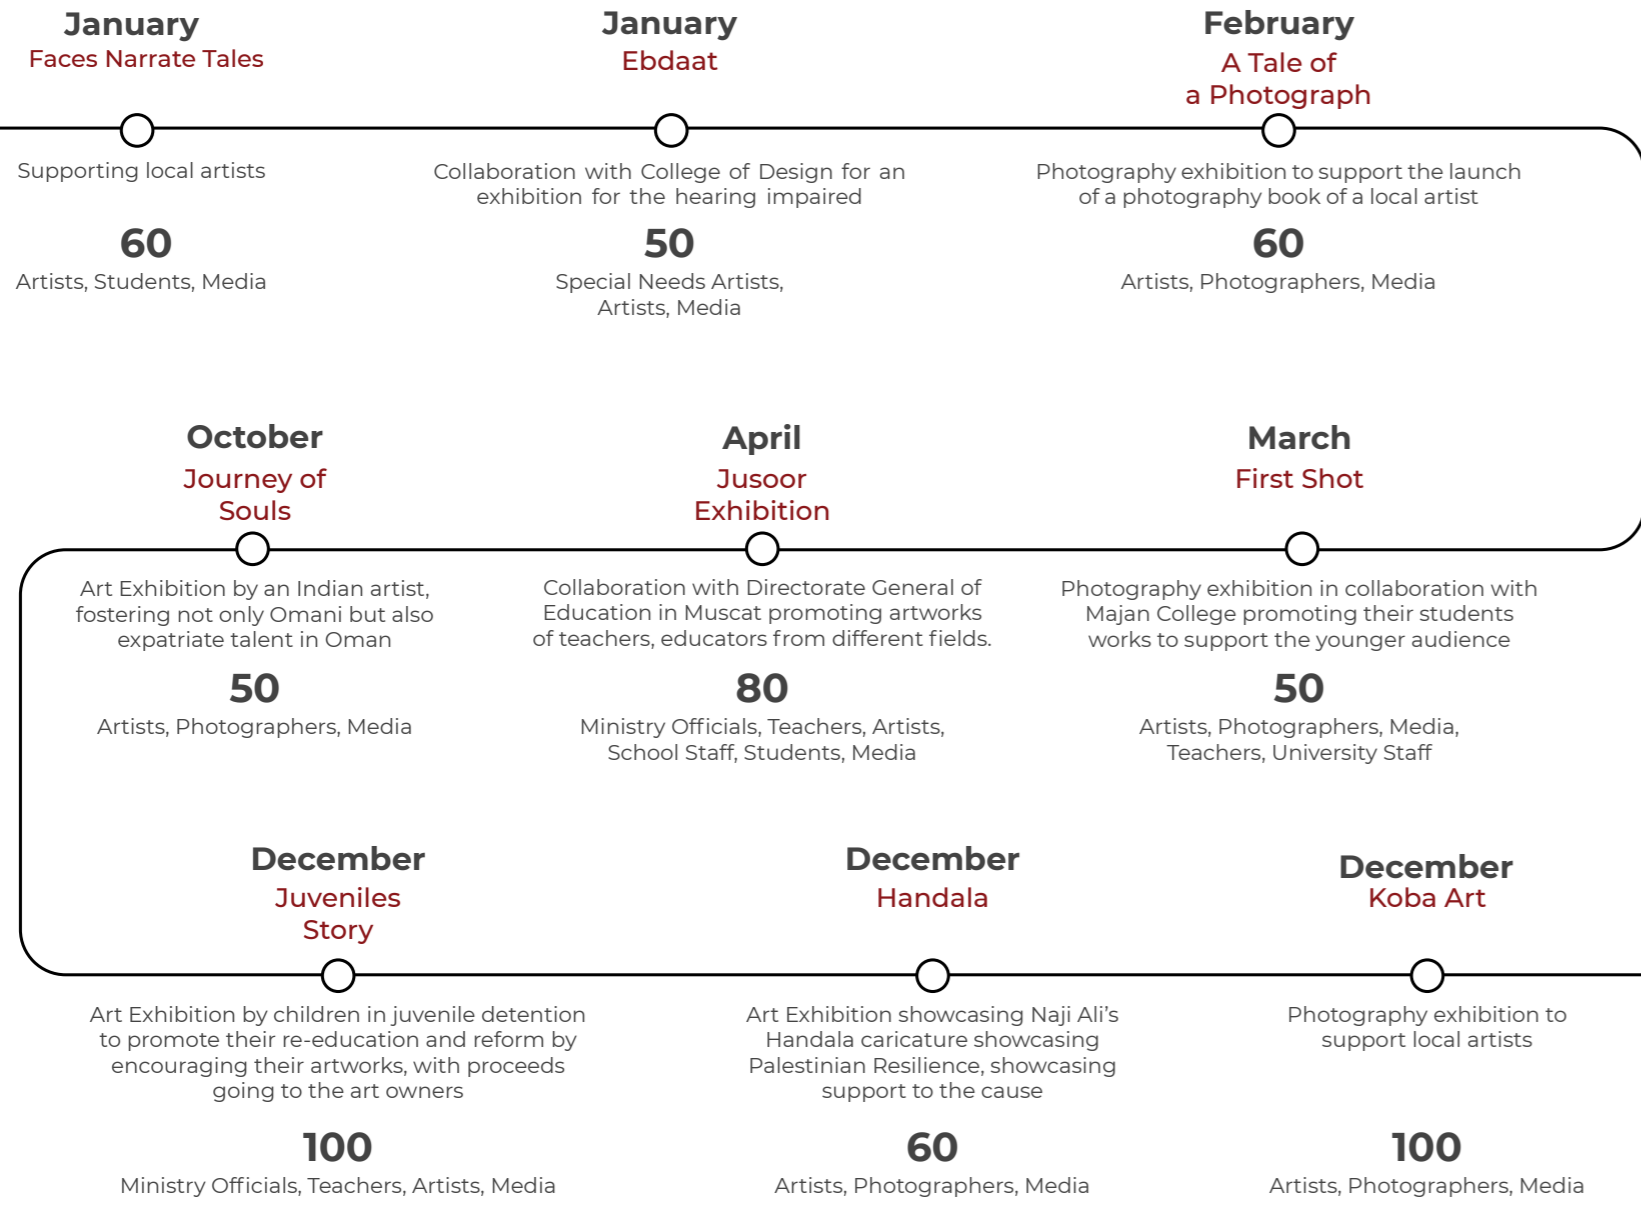 January
Faces Narrate Tales
Supporting local artists
60
Artists, Students, Media
January
Ebdaat
Collaboration with College of Design for an
exhibition for the hearing impaired
50
Special Needs Artists,
Artists, Media
February
A Tale of
a Photograph
Photography exhibition to support the launch
of a photography book of a local artist
60
Artists, Photographers, Media
March
First Shot
Photography exhibition in collaboration with
Majan College promoting their students
works to support the younger audience
50
Artists, Photographers, Media,
Teachers, University Staff
April
Jusoor
Exhibition
Collaboration with Directorate General of
Education in Muscat promoting artworks
of teachers, educators from different fields.
80
Ministry Officials, Teachers, Artists,
School Staff, Students, Media
October
Journey of
Souls
Art Exhibition by an Indian artist,
fostering not only Omani but also
expatriate talent in Oman
50
Artists, Photographers, Media
December
Juveniles
Story
Art Exhibition by children in juvenile detention
to promote their re-education and reform by
encouraging their artworks, with proceeds
going to the art owners
100
Ministry Officials, Teachers, Artists, Media
December
Handala
Art Exhibition showcasing Naji Ali’s
Handala caricature showcasing
Palestinian Resilience, showcasing
support to the cause
60
Artists, Photographers, Media
December
Koba Art
Photography exhibition to
support local artists
100
Artists, Photographers, Media